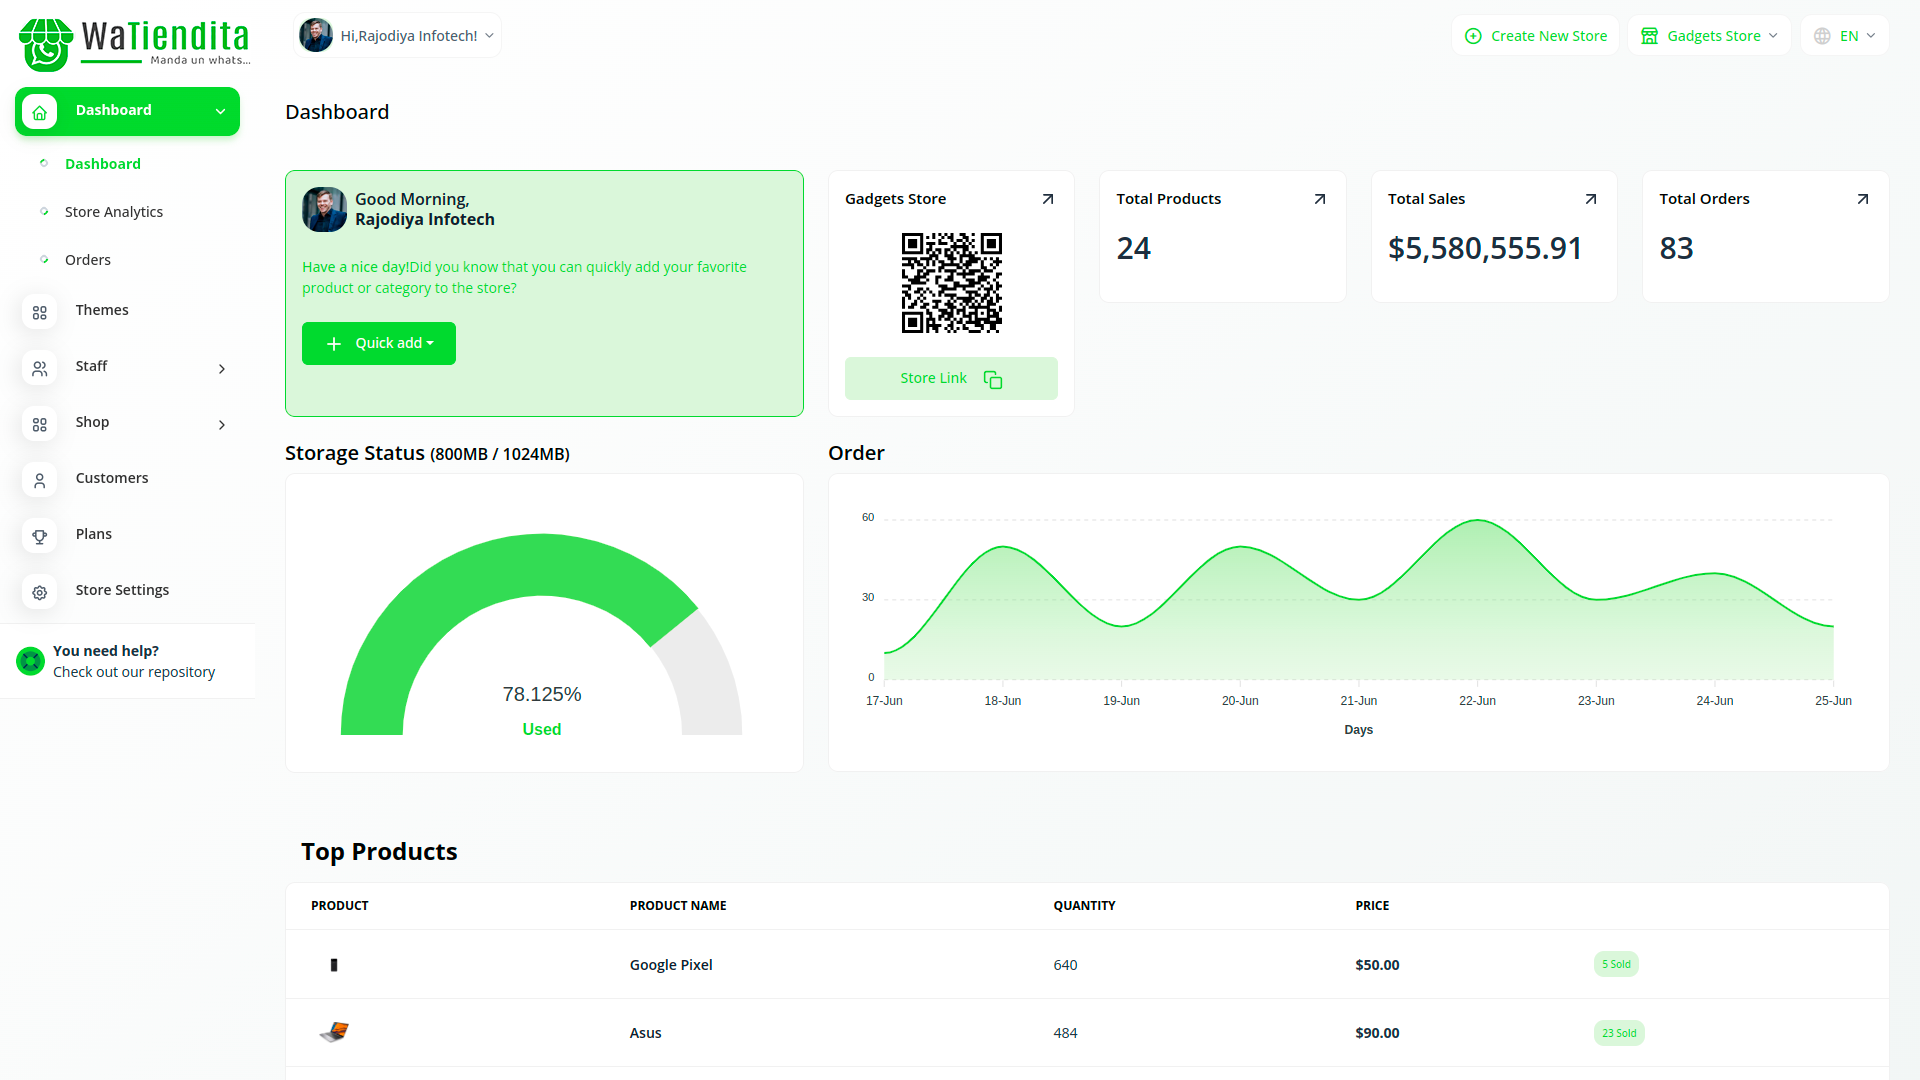 WaTiendita
Manda un whats...
Hi,Rajodiya Infotech!
Create New Store
Gadgets Store
EN
Dashboard
Dashboard
Store Analytics
Orders
Themes
Staff
Shop
Customers
Plans
Store Settings
You need help?
Check out our repository
Dashboard
Good Morning,
Rajodiya Infotech
Have a nice day!Did you know that you can quickly add your favorite
product or category to the store?
Quick add
Gadgets Store
Store Link
Total Products
24
Total Sales
$5,580,555.91
Total Orders
83
Storage Status (800MB / 1024MB)
78.125%
Used
Order
60
30
0
17-Jun 18-Jun 19-Jun 20-Jun 21-Jun 22-Jun 23-Jun 24-Jun 25-Jun
Days
Top Products
PRODUCT PRODUCT NAME QUANTITY PRICE
Google Pixel 640 $50.00 5 Sold
Asus 484 $90.00 23 Sold